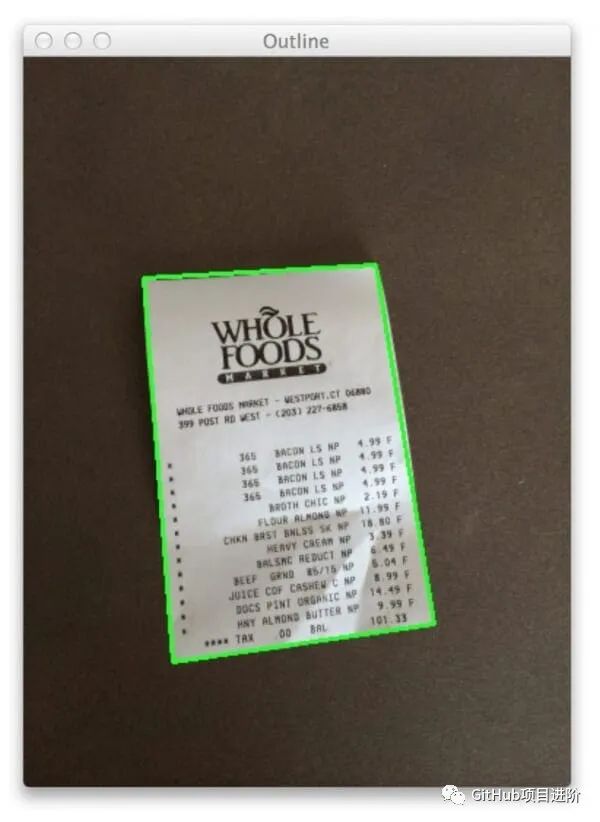 Outline
WHOLE
FOODS
MARKET
WHOLE FOODS MARKET - WESTPORT,CT 06880
399 POST RD WEST - (203) 227-6858
365 BACON LS NP 4.99 F
365 BACON LS NP 4.99 F
365 BACON LS NP 4.99 F
365 BACON LS NP 4.99 F
BROTH CHIC NP 2.19 F
FLOUR ALMOND NP 11.99 F
CHKN BRST BNLSS SK NP 18.80 F
HEAVY CREAM NP 3.39 F
BALSMC REDUCT NP 6.49 F
BEEF GRND 85/15 NP 5.04 F
JUICE COF CASHEW C NP 8.99 F
DOCS PINT ORGANIC NP 14.49 F
HNY ALMOND BUTTER NP 9.99 F
**** TAX .00 BAL 101.33
GitHub项目进阶